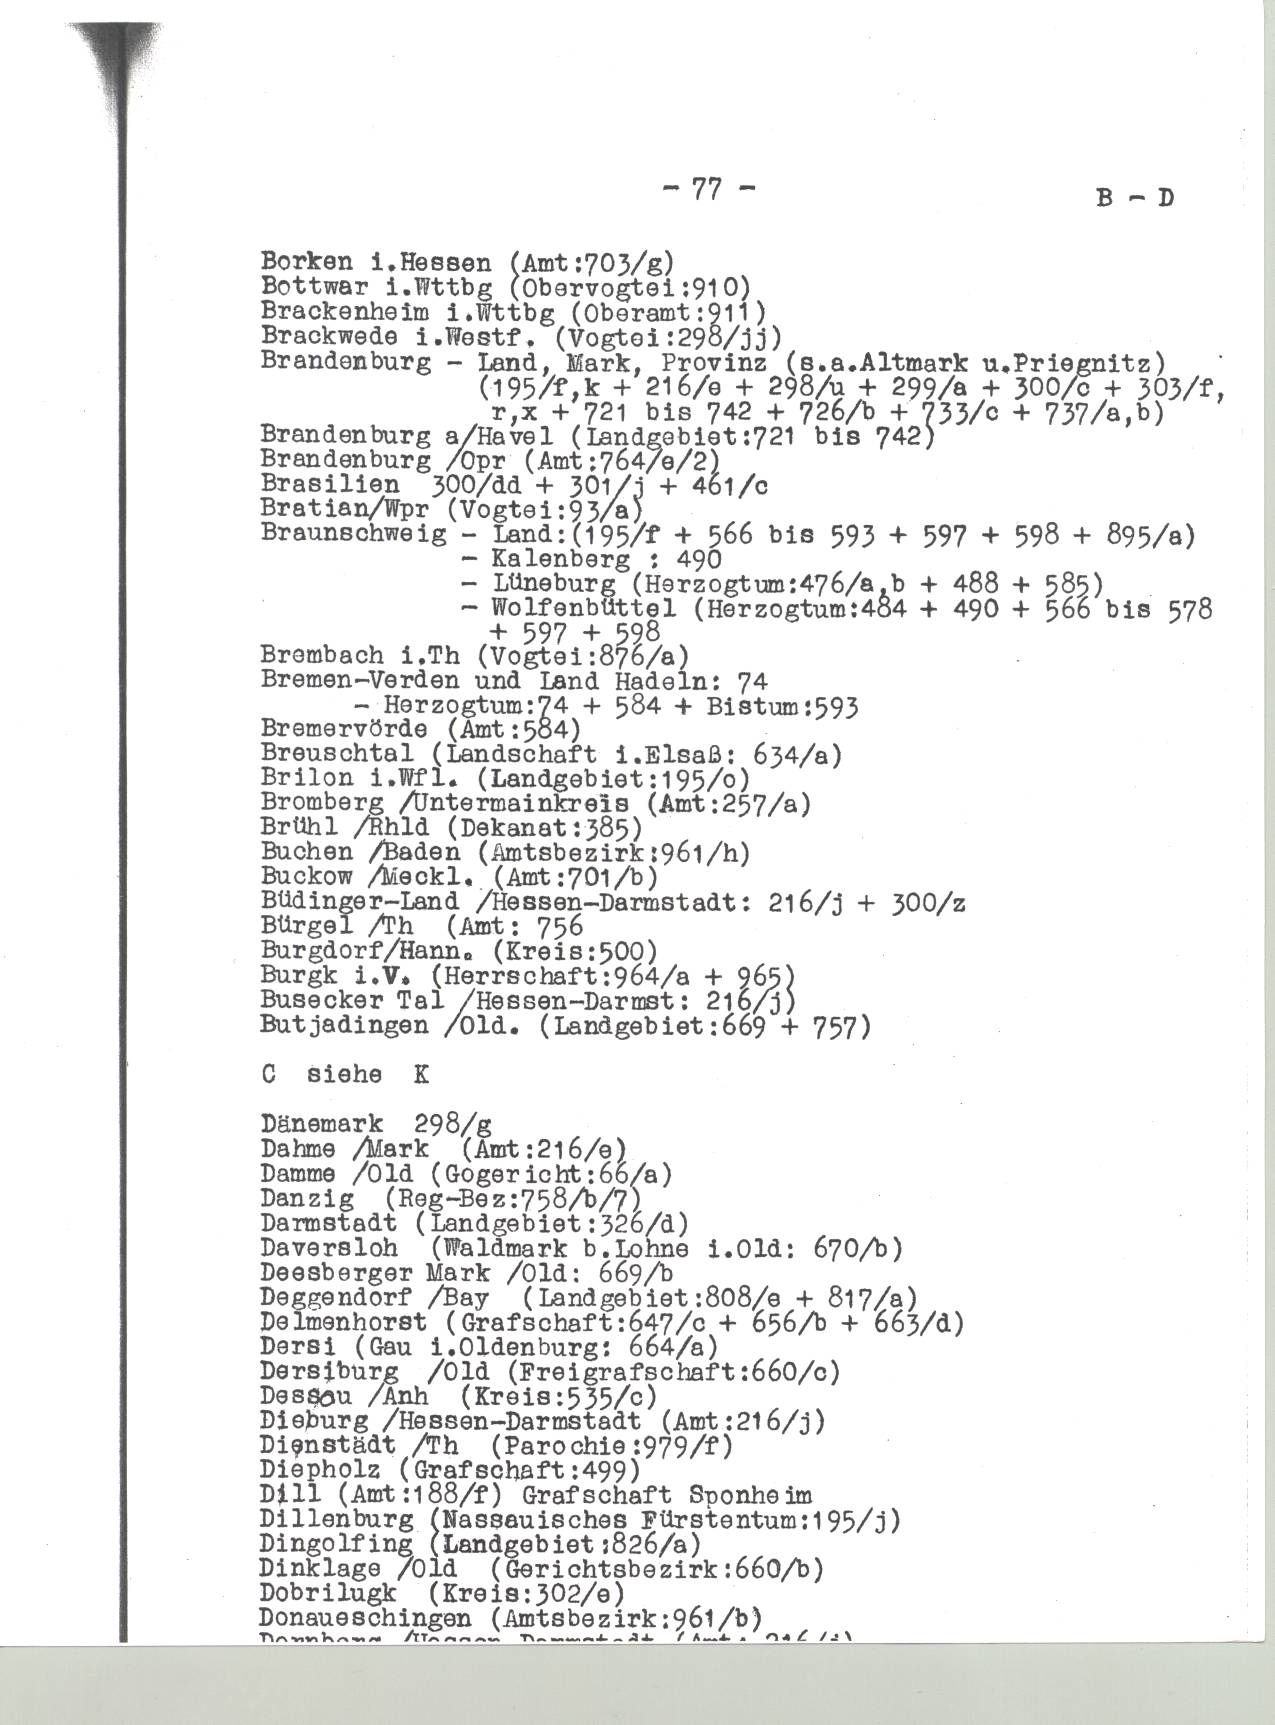 - 77 -
B - D
Borken i.Hessen (Amt:703/g)
Bottwar i.Wttbg (Obervogtei:910)
Brackenheim i.Wttbg (Oberamt:911)
Brackwede i.Westf. (Vogtei:298/jj)
Brandenburg - Land, Mark, Provinz (s.a.Altmark u.Priegnitz)
(195/f,k + 216/e + 298/u + 299/a + 300/c + 303/f,
r,x + 721 bis 742 + 726/b + 733/c + 737/a,b)
Brandenburg a/Havel (Landgebiet:721 bis 742)
Brandenburg /Opr (Amt:764/e/2)
Brasilien 300/dd + 301/j + 461/c
Bratian/Wpr (Vogtei:93/a)
Braunschweig - Land:(195/f + 566 bis 593 + 597 + 598 + 895/a)
- Kalenberg : 490
- Lüneburg (Herzogtum:476/a,b + 488 + 585)
- Wolfenbüttel (Herzogtum:484 + 490 + 566 bis 578
+ 597 + 598
Brembach i.Th (Vogtei:876/a)
Bremen-Verden und Land Hadeln: 74
- Herzogtum:74 + 584 + Bistum:593
Bremervörde (Amt:584)
Breuschtal (Landschaft i.Elsaß: 634/a)
Brilon i.Wfl. (Landgebiet:195/o)
Bromberg /Untermainkreis (Amt:257/a)
Brühl /Rhld (Dekanat:385)
Buchen /Baden (Amtsbezirk:961/h)
Buckow /Meckl. (Amt:701/b)
Büdinger-Land /Hessen-Darmstadt: 216/j + 300/z
Bürgel /Th (Amt: 756
Burgdorf/Hann. (Kreis:500)
Burgk i.V. (Herrschaft:964/a + 965)
Busecker Tal /Hessen-Darmst: 216/j)
Butjadingen /Old. (Landgebiet:669 + 757)
C siehe K
Dänemark 298/g
Dahme /Mark (Amt:216/e)
Damme /Old (Gogericht:66/a)
Danzig (Reg-Bez:758/b/7)
Darmstadt (Landgebiet:326/d)
Daversloh (Waldmark b.Lohne i.Old: 670/b)
Deesberger Mark /Old: 669/b
Deggendorf /Bay (Landgebiet:808/e + 817/a)
Delmenhorst (Grafschaft:647/c + 656/b + 663/d)
Dersi (Gau i.Oldenburg: 664/a)
Dersiburg /Old (Freigrafschaft:660/c)
Dessou /Anh (Kreis:535/c)
Dieburg /Hessen-Darmstadt (Amt:216/j)
Dienstädt /Th (Parochie:979/f)
Diepholz (Grafschaft:499)
Dill (Amt:188/f) Grafschaft Sponheim
Dillenburg (Nassauisches Fürstentum:195/j)
Dingolfing (Landgebiet:826/a)
Dinklage /Old (Gerichtsbezirk:660/b)
Dobrilugk (Kreis:302/e)
Donaueschingen (Amtsbezirk:961/b)